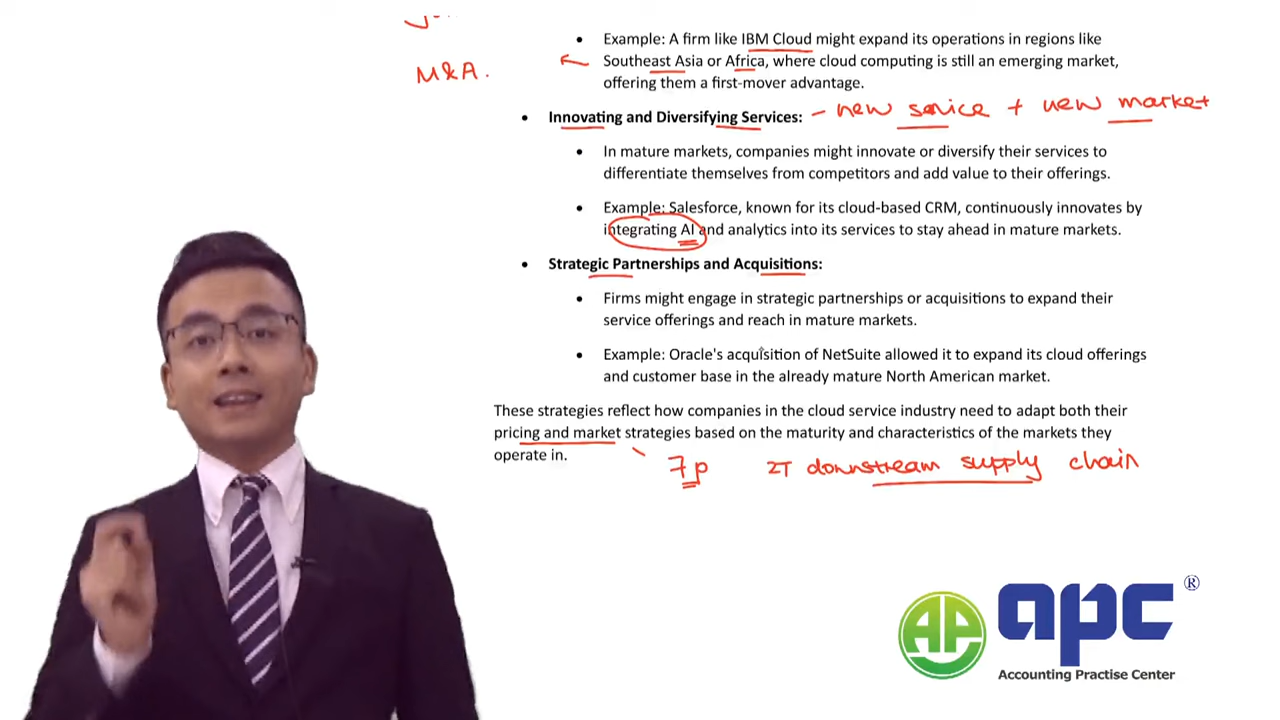 • Example: A firm like IBM Cloud might expand its operations in regions like
Southeast Asia or Africa, where cloud computing is still an emerging market,
M&A.
offering them a first-mover advantage.
• Innovating and Diversifying Services: - new service + new market
• In mature markets, companies might innovate or diversify their services to
differentiate themselves from competitors and add value to their offerings.
• Example: Salesforce, known for its cloud-based CRM, continuously innovates by
integrating AI and analytics into its services to stay ahead in mature markets.
• Strategic Partnerships and Acquisitions:
• Firms might engage in strategic partnerships or acquisitions to expand their
service offerings and reach in mature markets.
• Example: Oracle's acquisition of NetSuite allowed it to expand its cloud offerings
and customer base in the already mature North American market.
These strategies reflect how companies in the cloud service industry need to adapt both their
pricing and market strategies based on the maturity and characteristics of the markets they
operate in.
7p downstream supply chain
AP apc ®
Accounting Practise Center